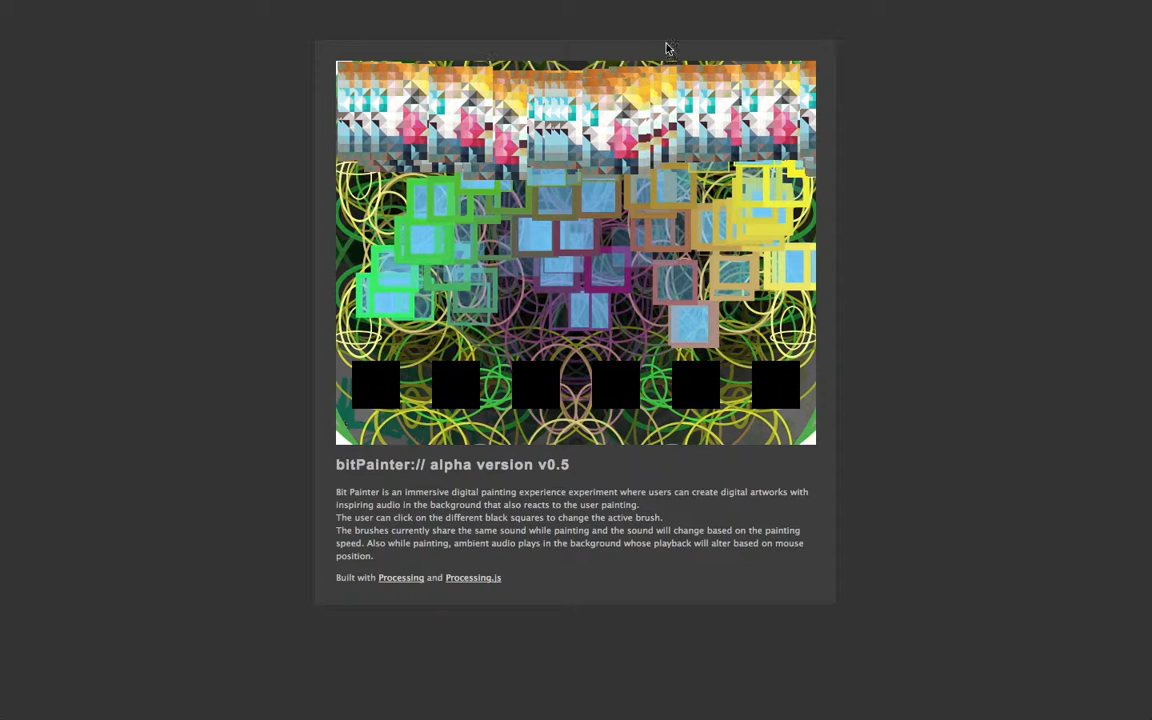 bitPainter:// alpha version v0.5
Bit Painter is an immersive digital painting experience experiment where users can create digital artworks with
inspiring audio in the background that also reacts to the user painting.
The user can click on the different black squares to change the active brush.
The brushes currently share the same sound while painting and the sound will change based on the painting
speed. Also while painting, ambient audio plays in the background whose playback will alter based on mouse
position.
Built with Processing and Processing.js